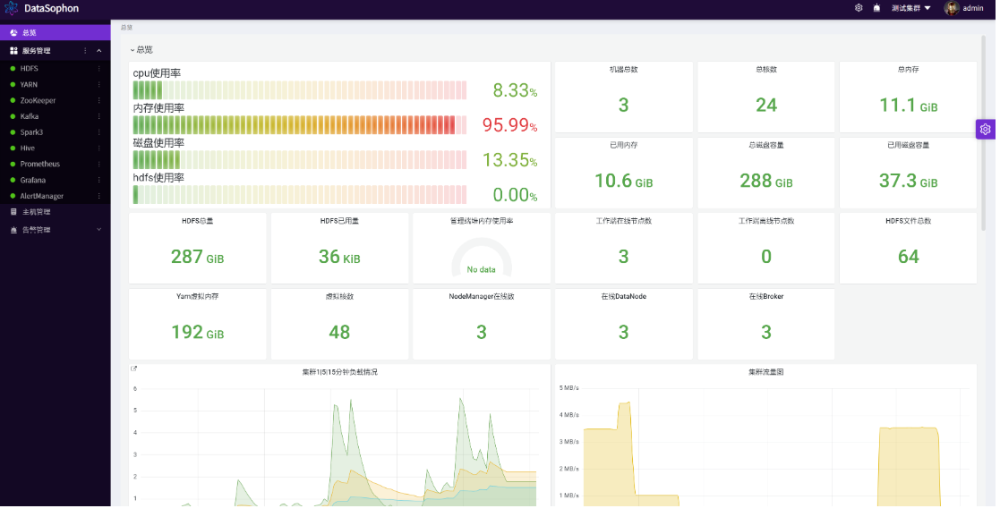 DataSophon
测试集群
admin
总览
服务管理
HDFS
YARN
ZooKeeper
Kafka
Spark3
Hive
Prometheus
Grafana
AlertManager
主机管理
告警管理
总览
总览
cpu使用率
8.33%
内存使用率
95.99%
磁盘使用率
13.35%
hdfs使用率
0.00%
机器总数
3
总核数
24
总内存
11.1 GiB
已用内存
10.6 GiB
总磁盘容量
288 GiB
已用磁盘容量
37.3 GiB
HDFS总量
287 GiB
HDFS已用量
36 KiB
管理端堆内存使用率
No data
工作端在线节点数
3
工作端离线节点数
0
HDFS文件总数
64
Yarn虚拟内存
192 GiB
虚拟核数
48
NodeManager在线数
3
在线DataNode
3
在线Broker
3
集群1|5|15分钟负载情况
6
5
4
3
2
1
集群流量图
5 MB/s
4 MB/s
3 MB/s
2 MB/s
1 MB/s